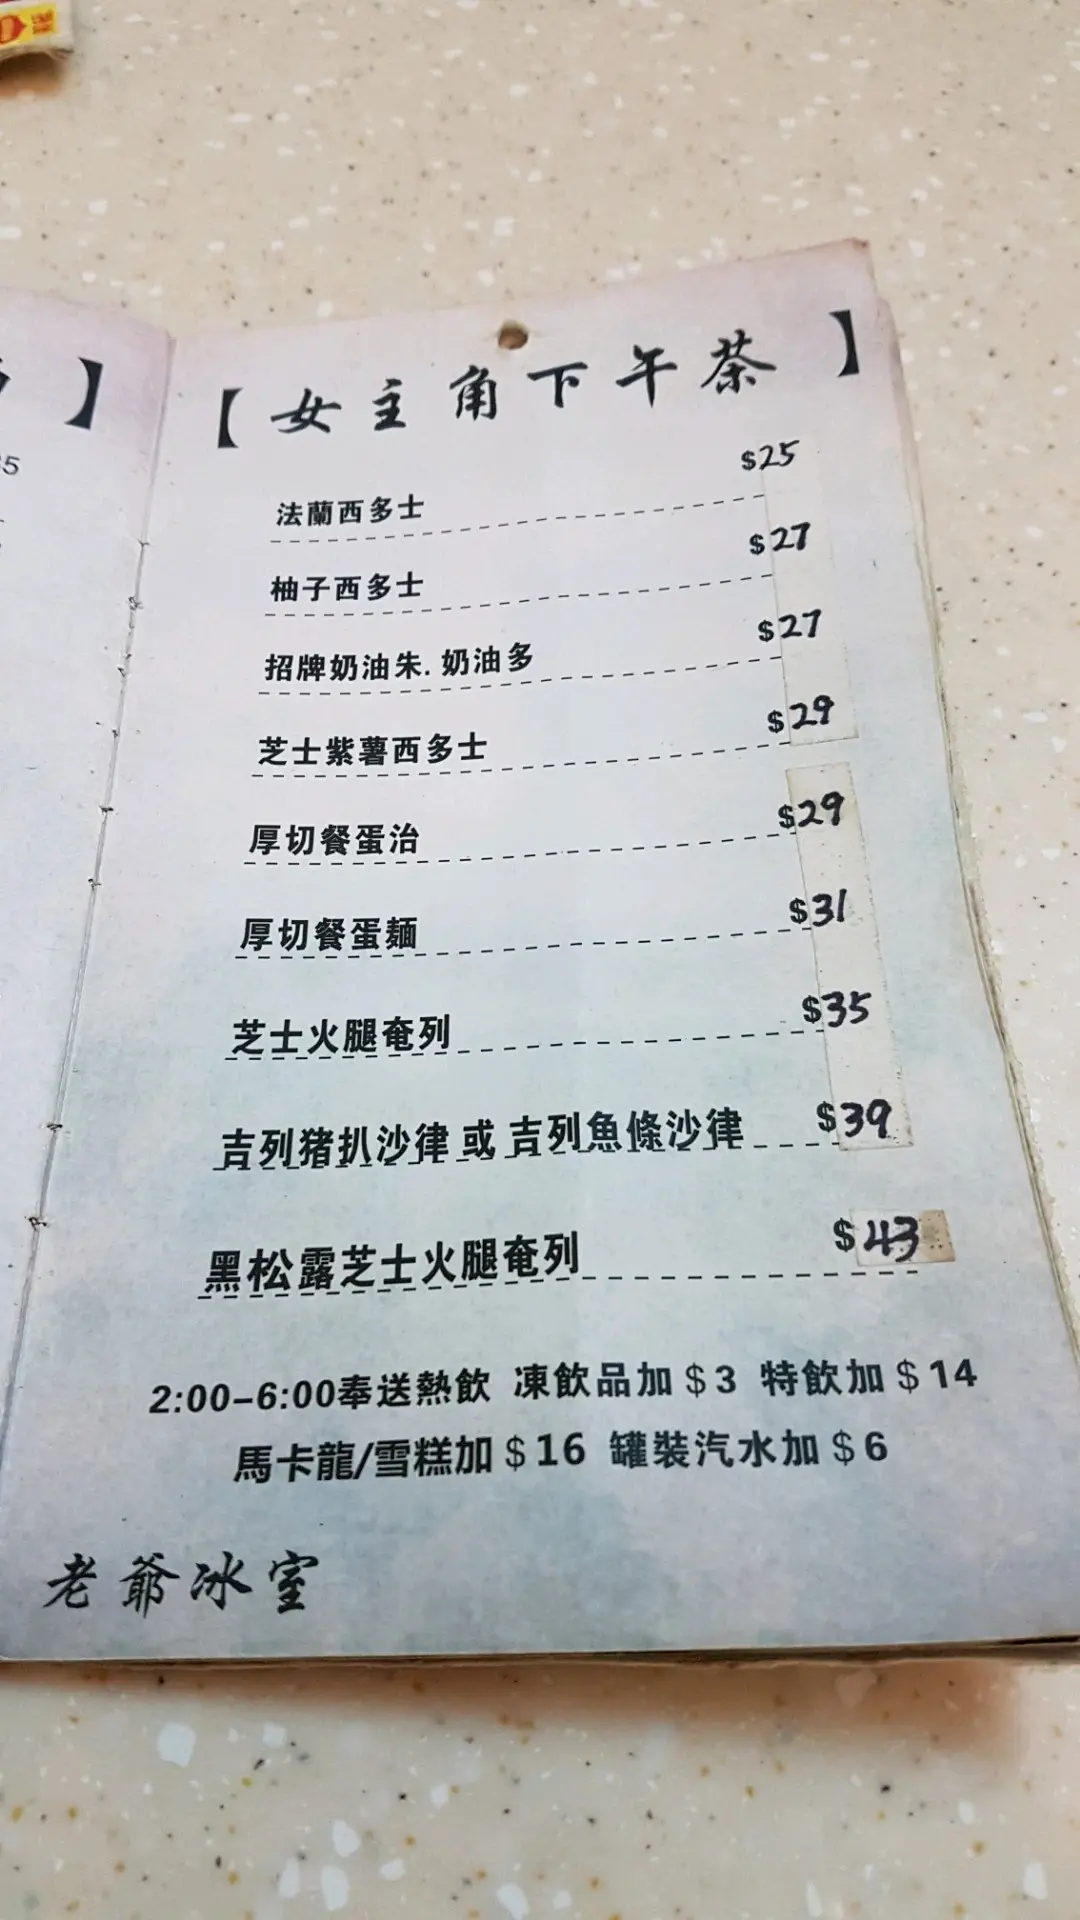 】
【 女主角下午茶 】
法蘭西多士 $25
柚子西多士 $27
招牌奶油朱.奶油多 $27
芝士紫薯西多士 $29
厚切餐蛋治 $29
厚切餐蛋麵 $31
芝士火腿奄列 $35
吉列猪扒沙律 或 吉列魚條沙律 $39
黑松露芝士火腿奄列 $43
2:00-6:00奉送熱飲 凍飲品加$3 特飲加$14
馬卡龍/雪糕加$16 罐裝汽水加$6
老爺冰室